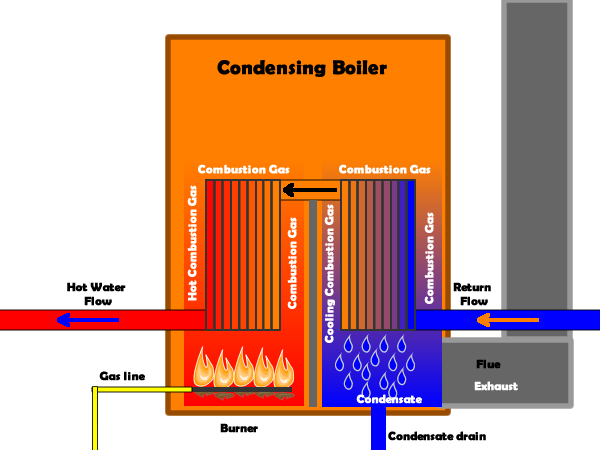 Condensing Boiler
Combustion Gas
Combustion Gas
Hot Combustion Gas
Combustion Gas
Cooling Combustion Gas
Combustion Gas
Hot Water
Flow
Return
Flow
Gas line
Flue
Exhaust
Condensate
Burner
Condensate drain